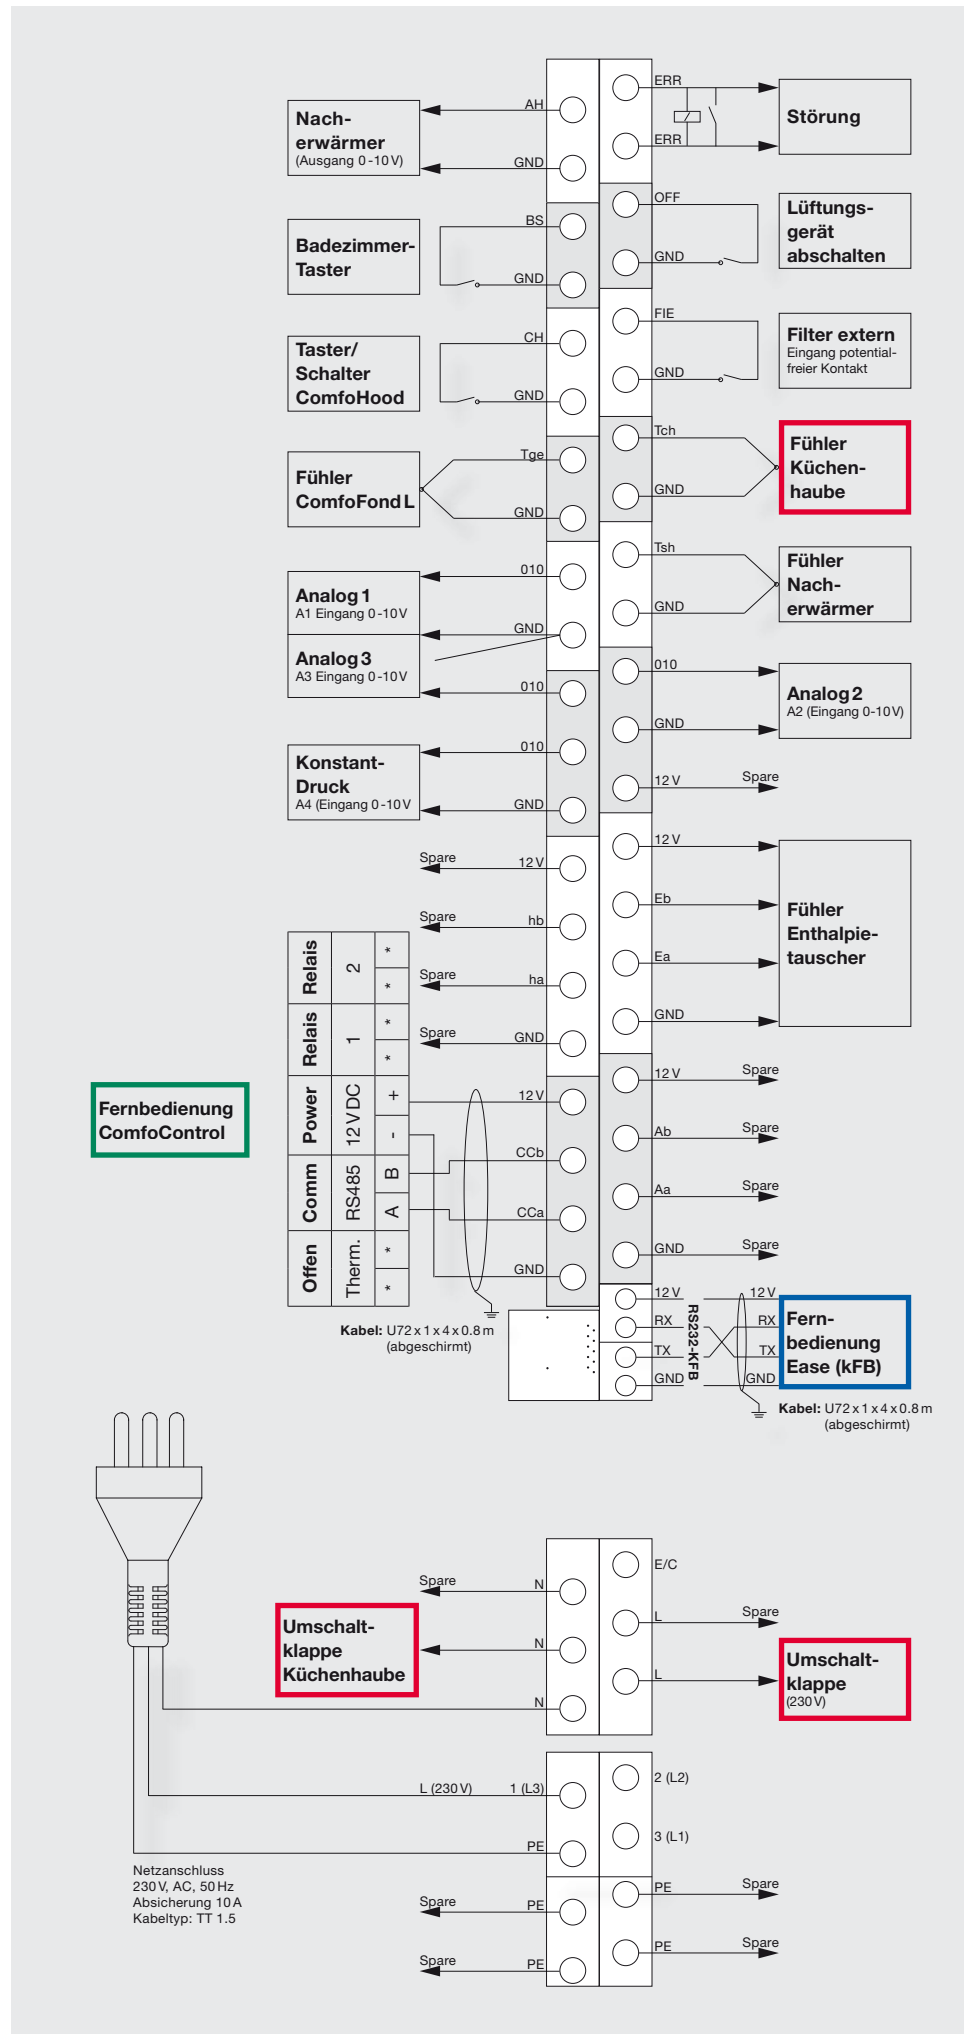 AH
ERR
Nach-
erwärmer
(Ausgang 0-10 V)
Störung
GND
ERR
BS
OFF
Badezimmer-
Taster
Lüftungs-
gerät
abschalten
GND
GND
CH
FIE
Taster/
Schalter
ComfoHood
Filter extern
Eingang potential-
freier Kontakt
GND
GND
Tge
Tch
Fühler
ComfoFond L
Fühler
Küchen-
haube
GND
GND
010
Tsh
Analog 1
A1 Eingang 0-10 V
Fühler
Nach-
erwärmer
GND
GND
Analog 3
A3 Eingang 0-10 V
010
010
Analog 2
A2 (Eingang 0-10 V)
GND
010
Konstant-
Druck
A4 (Eingang 0-10 V
GND
12 V
Spare
Spare
12 V
12 V
Spare
hb
Eb
Fühler
Enthalpie-
tauscher
Spare
ha
Ea
Spare
GND
GND
Relais
2
*
*
Relais
1
*
*
Power
12 V DC
+
-
Comm
RS485
B
A
Offen
Therm.
*
*
Fernbedienung
ComfoControl
12 V
CCb
CCa
GND
12 V
Spare
Ab
Spare
Aa
Spare
GND
Spare
Kabel: U72 x 1 x 4 x 0.8 m
(abgeschirmt)
12 V
RX
TX
GND
RS232-KFB
12 V
RX
TX
GND
Fern-
bedienung
Ease (kFB)
Kabel: U72 x 1 x 4 x 0.8 m
(abgeschirmt)
E/C
Spare
N
L
Spare
Umschalt-
klappe
Küchenhaube
N
L
Umschalt-
klappe
(230 V)
N
L (230 V)
1 (L3)
2 (L2)
PE
3 (L1)
Netzanschluss
230 V, AC, 50 Hz
Absicherung 10 A
Kabeltyp: TT 1.5
Spare
PE
PE
Spare
Spare
PE
PE
Spare